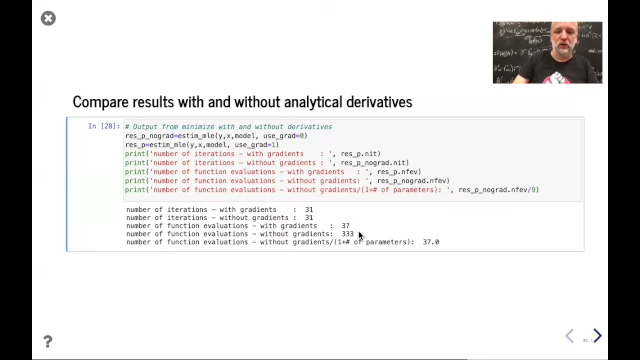 Compare results with and without analytical derivatives
In [28]:
# Output from minimize with and without derivatives
res_p_nograd=estim_mle(y,x,model, use_grad=0)
res_p=estim_mle(y,x,model, use_grad=1)
print('number of iterations - with gradients    : ', res_p.nit)
print('number of iterations - without gradients : ', res_p_nograd.nit)
print('number of function evaluations - with gradients   : ', res_p.nfev)
print('number of function evaluations - without gradients: ', res_p_nograd.nfev)
print('number of function evaluations - without gradients/(1+# of parameters): ', res_p_nograd.nfev/9)
number of iterations - with gradients    :  31
number of iterations - without gradients :  31
number of function evaluations - with gradients   :  37
number of function evaluations - without gradients:  333
number of function evaluations - without gradients/(1+# of parameters):  37.0
?